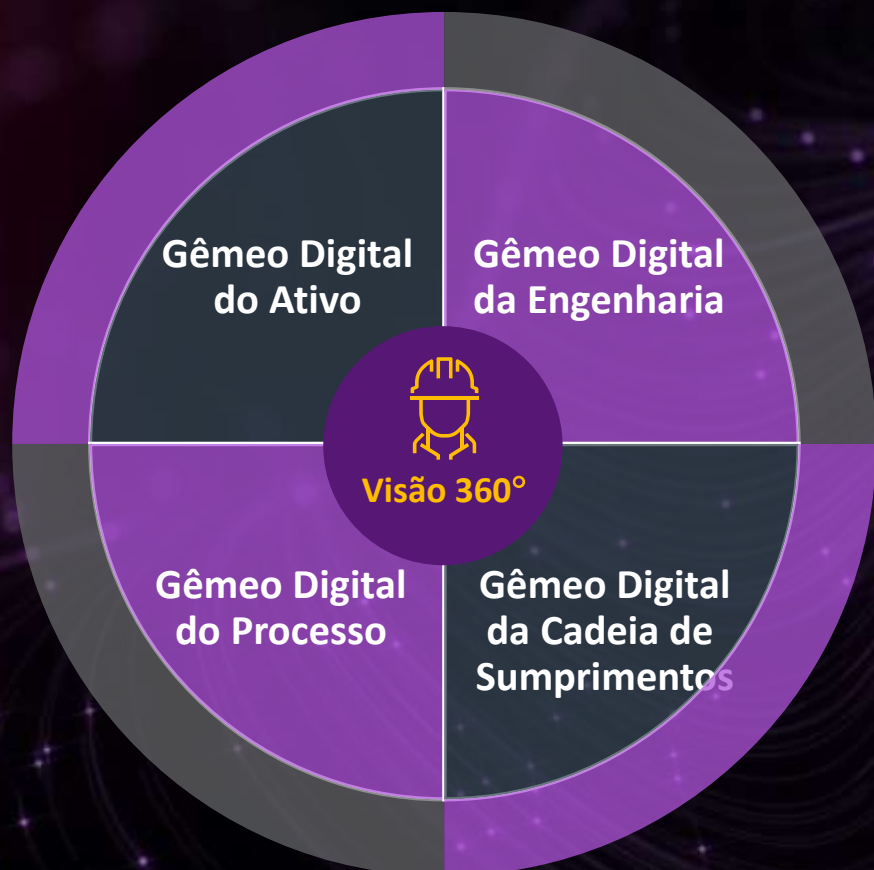 Gêmeo Digital
do Ativo
Gêmeo Digital
da Engenharia
Visão 360°
Gêmeo Digital
do Processo
Gêmeo Digital
da Cadeia de
Sumprimentos